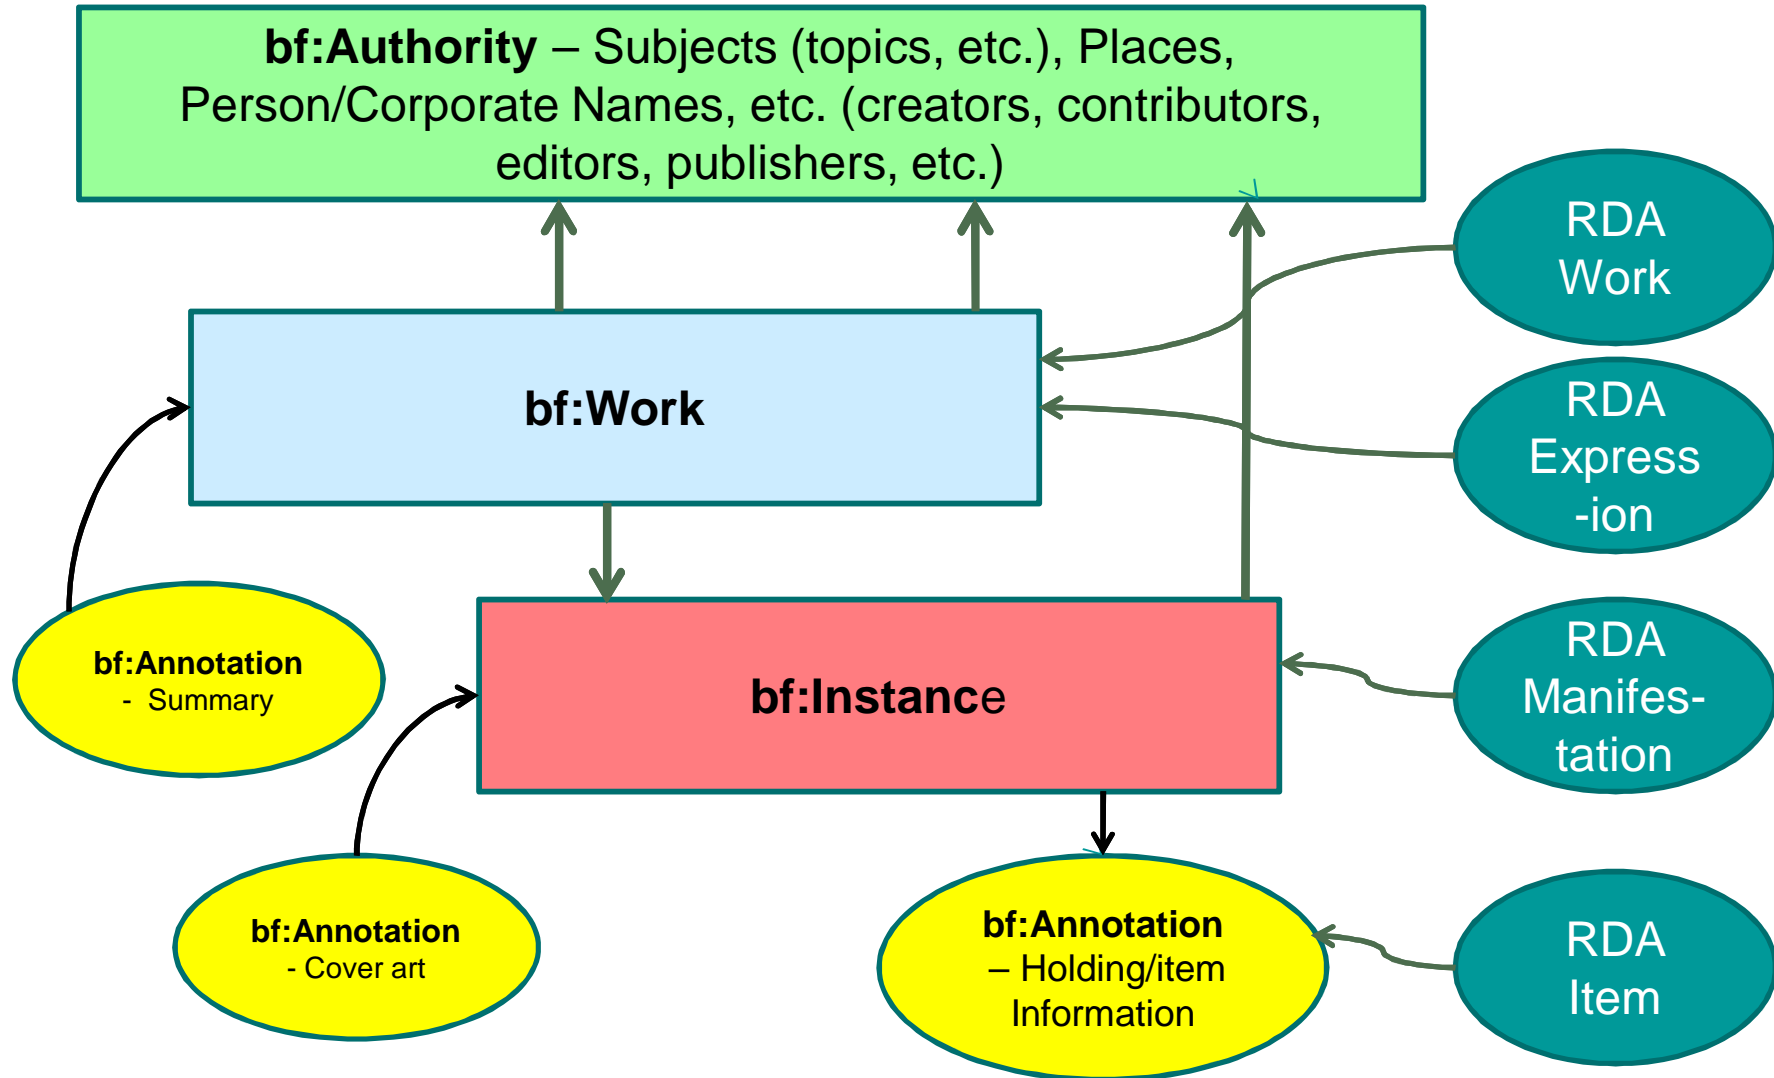 bf:Authority – Subjects (topics, etc.), Places,
Person/Corporate Names, etc. (creators, contributors,
editors, publishers, etc.)
RDA
Work
bf:Work
RDA
Express
-ion
bf:Annotation
- Summary
bf:Instance
RDA
Manifes-
tation
bf:Annotation
- Cover art
bf:Annotation
– Holding/item
Information
RDA
Item